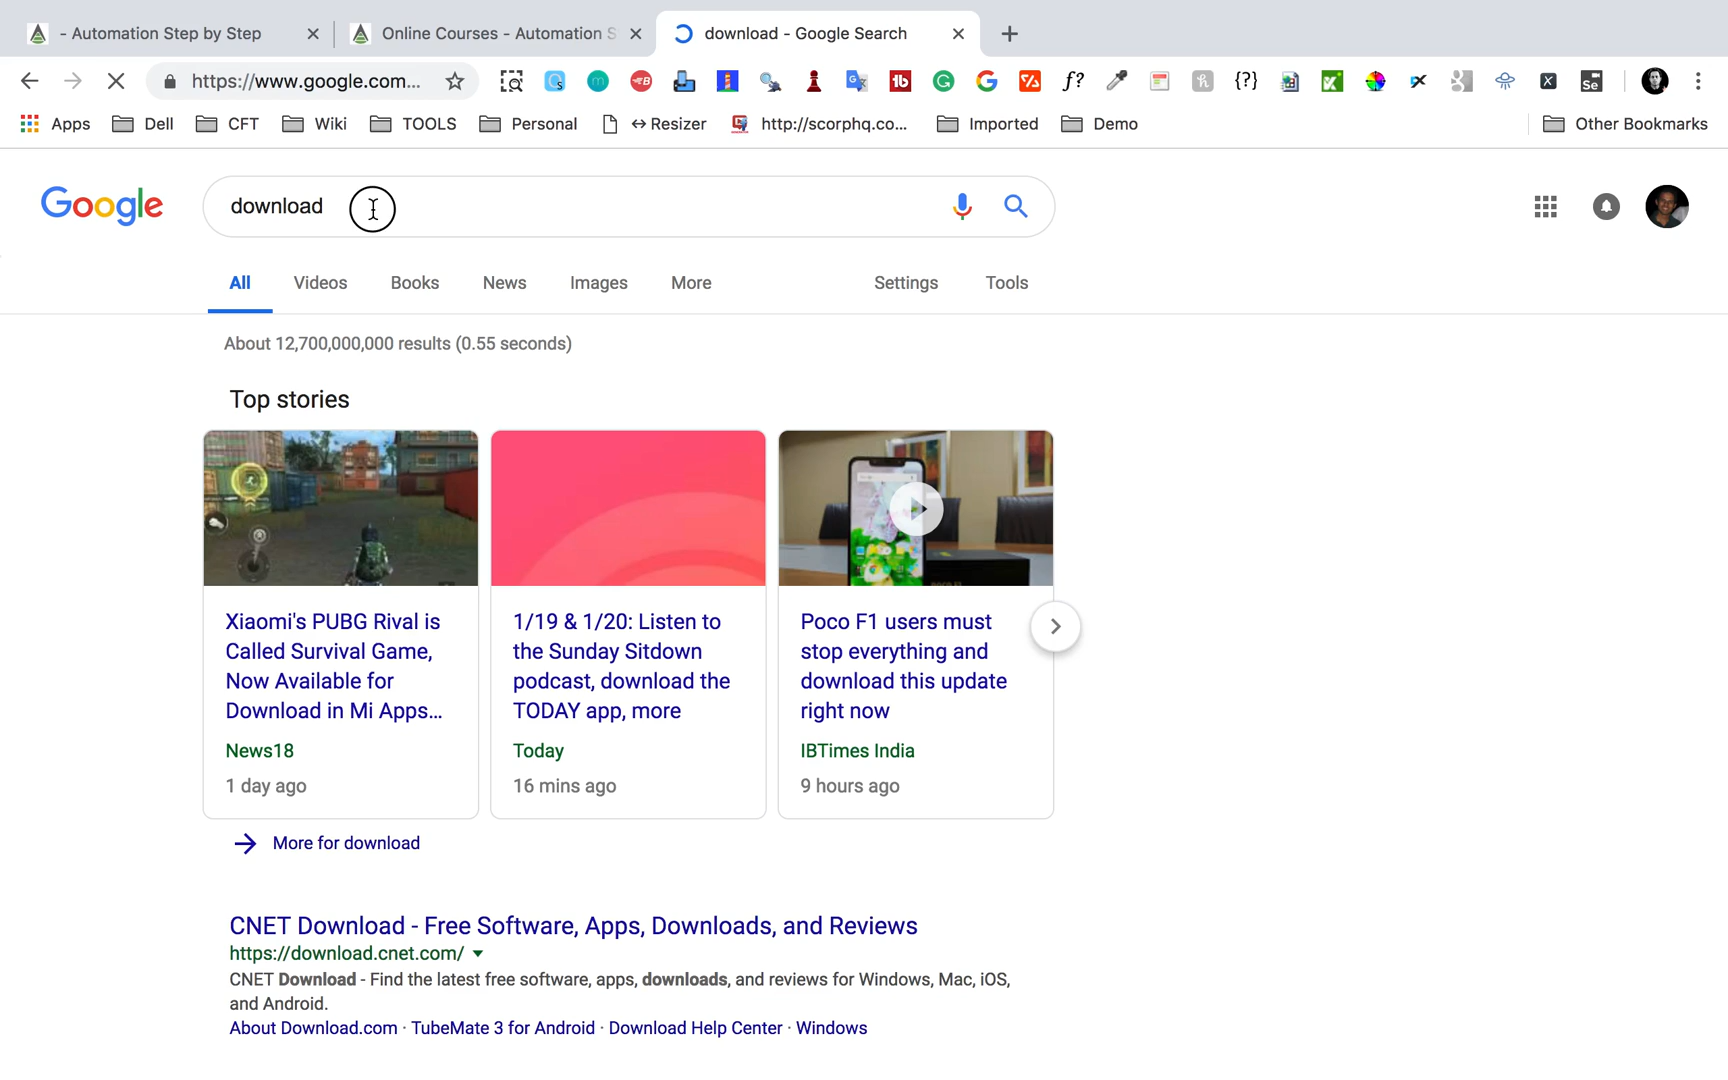 - Automation Step by Step
Online Courses - Automation S
download - Google Search
https://www.google.com...
Apps
Dell
CFT
Wiki
TOOLS
Personal
↔ Resizer
http://scorphq.co...
Imported
Demo
Other Bookmarks
Google
download
All
Videos
Books
News
Images
More
Settings
Tools
About 12,700,000,000 results (0.55 seconds)
Top stories
Xiaomi's PUBG Rival is
Called Survival Game,
Now Available for
Download in Mi Apps...
News18
1 day ago
1/19 & 1/20: Listen to
the Sunday Sitdown
podcast, download the
TODAY app, more
Today
16 mins ago
Poco F1 users must
stop everything and
download this update
right now
IBTimes India
9 hours ago
More for download
CNET Download - Free Software, Apps, Downloads, and Reviews
https://download.cnet.com/
CNET Download - Find the latest free software, apps, downloads, and reviews for Windows, Mac, iOS,
and Android.
About Download.com · TubeMate 3 for Android · Download Help Center · Windows